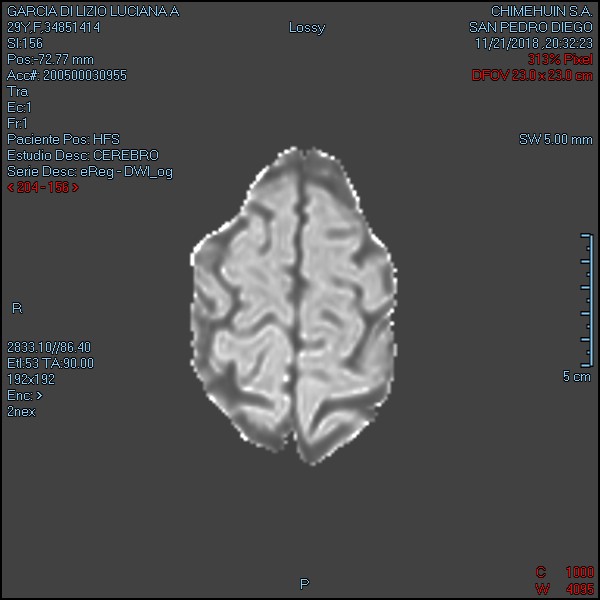 GARCIA DI LIZIO LUCIANA A
29Y,F,34851414
SI:156
Pos:-72.77 mm
Acc#: 200500030955
Tra
Ec:1
Fr:1
Paciente Pos: HFS
Estudio Desc: CEREBRO
Serie Desc: eReg - DWI_og
< 204 - 156 >
Lossy
CHIMEHUIN S.A.
SAN PEDRO DIEGO
11/21/2018 ,20:32:23
313% Pixel
DFOV 23.0 x 23.0 cm
SW 5.00 mm
R
2833.10//86.40
Etl:53 TA:90.00
192x192
Enc: >
2nex
5 cm
P
C 1000
W 4095